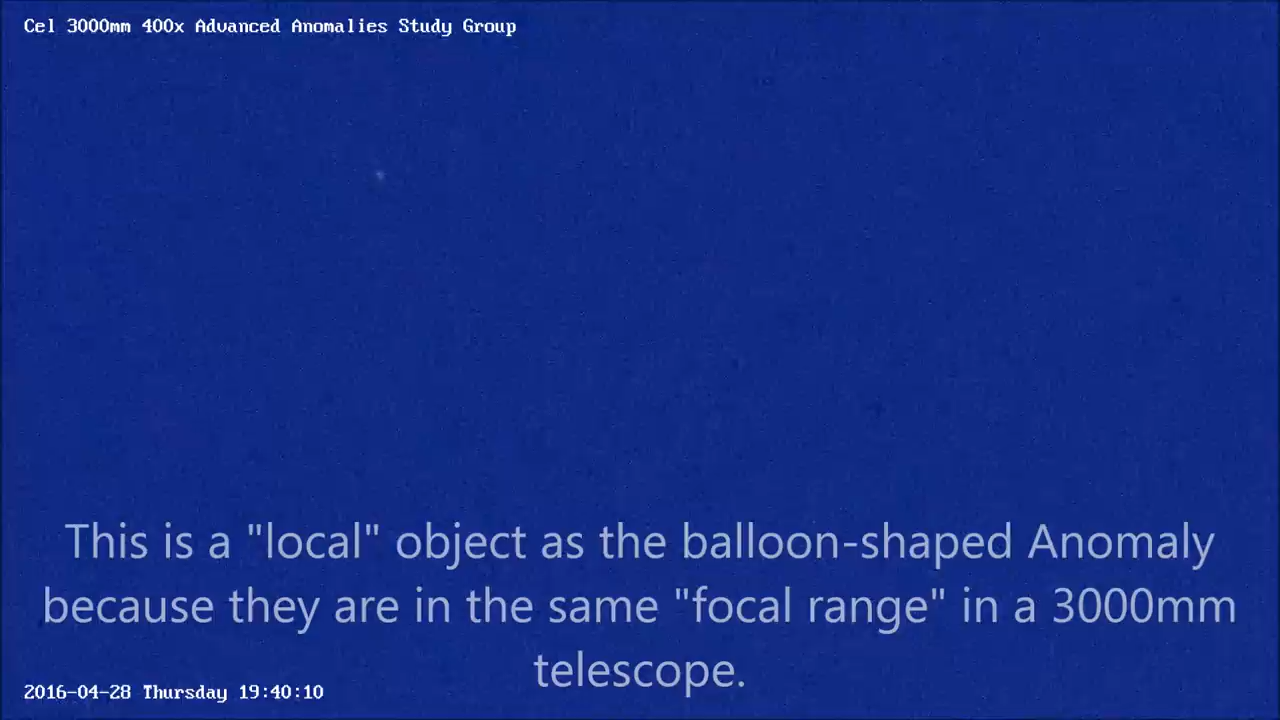 Cel 3000mm 400x Advanced Anomalies Study Group
This is a "local" object as the balloon-shaped Anomaly
because they are in the same "focal range" in a 3000mm
telescope.
2016-04-28 Thursday 19:40:10